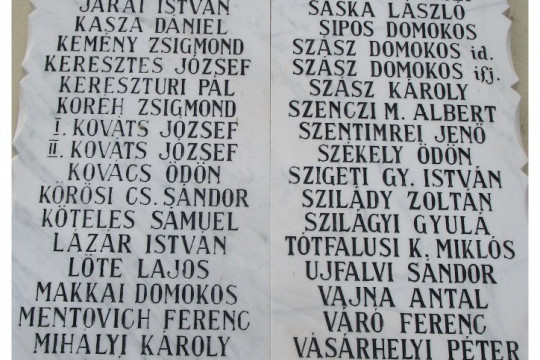 JÁRAI ISTVÁN
KASZA DÁNIEL
KEMÉNY ZSIGMOND
KERESZTES JÓZSEF
KERESZTURI PÁL
KORÉH ZSIGMOND
I. KOVÁTS JÓZSEF
II. KOVÁTS JÓZSEF
KOVÁCS ÖDÖN
KÖRÖSI CS. SÁNDOR
KÖTELES SÁMUEL
LÁZÁR ISTVÁN
LÖTE LAJOS
MAKKAI DOMOKOS
MENTOVICH FERENC
MIHÁLYI KÁROLY
SASKA LÁSZLÓ
SIPOS DOMOKOS
SZÁSZ DOMOKOS id.
SZÁSZ DOMOKOS ifj.
SZÁSZ KÁROLY
SZENCZI M. ALBERT
SZENTIMREI JENŐ
SZÉKELY ÖDÖN
SZIGETI GY. ISTVÁN
SZILÁDY ZOLTÁN
SZILÁGYI GYULA
TÓTFALUSI K. MIKLÓS
UJFALVI SÁNDOR
VAJNA ANTAL
VÁRÓ FERENC
VÁSÁRHELYI PÉTER